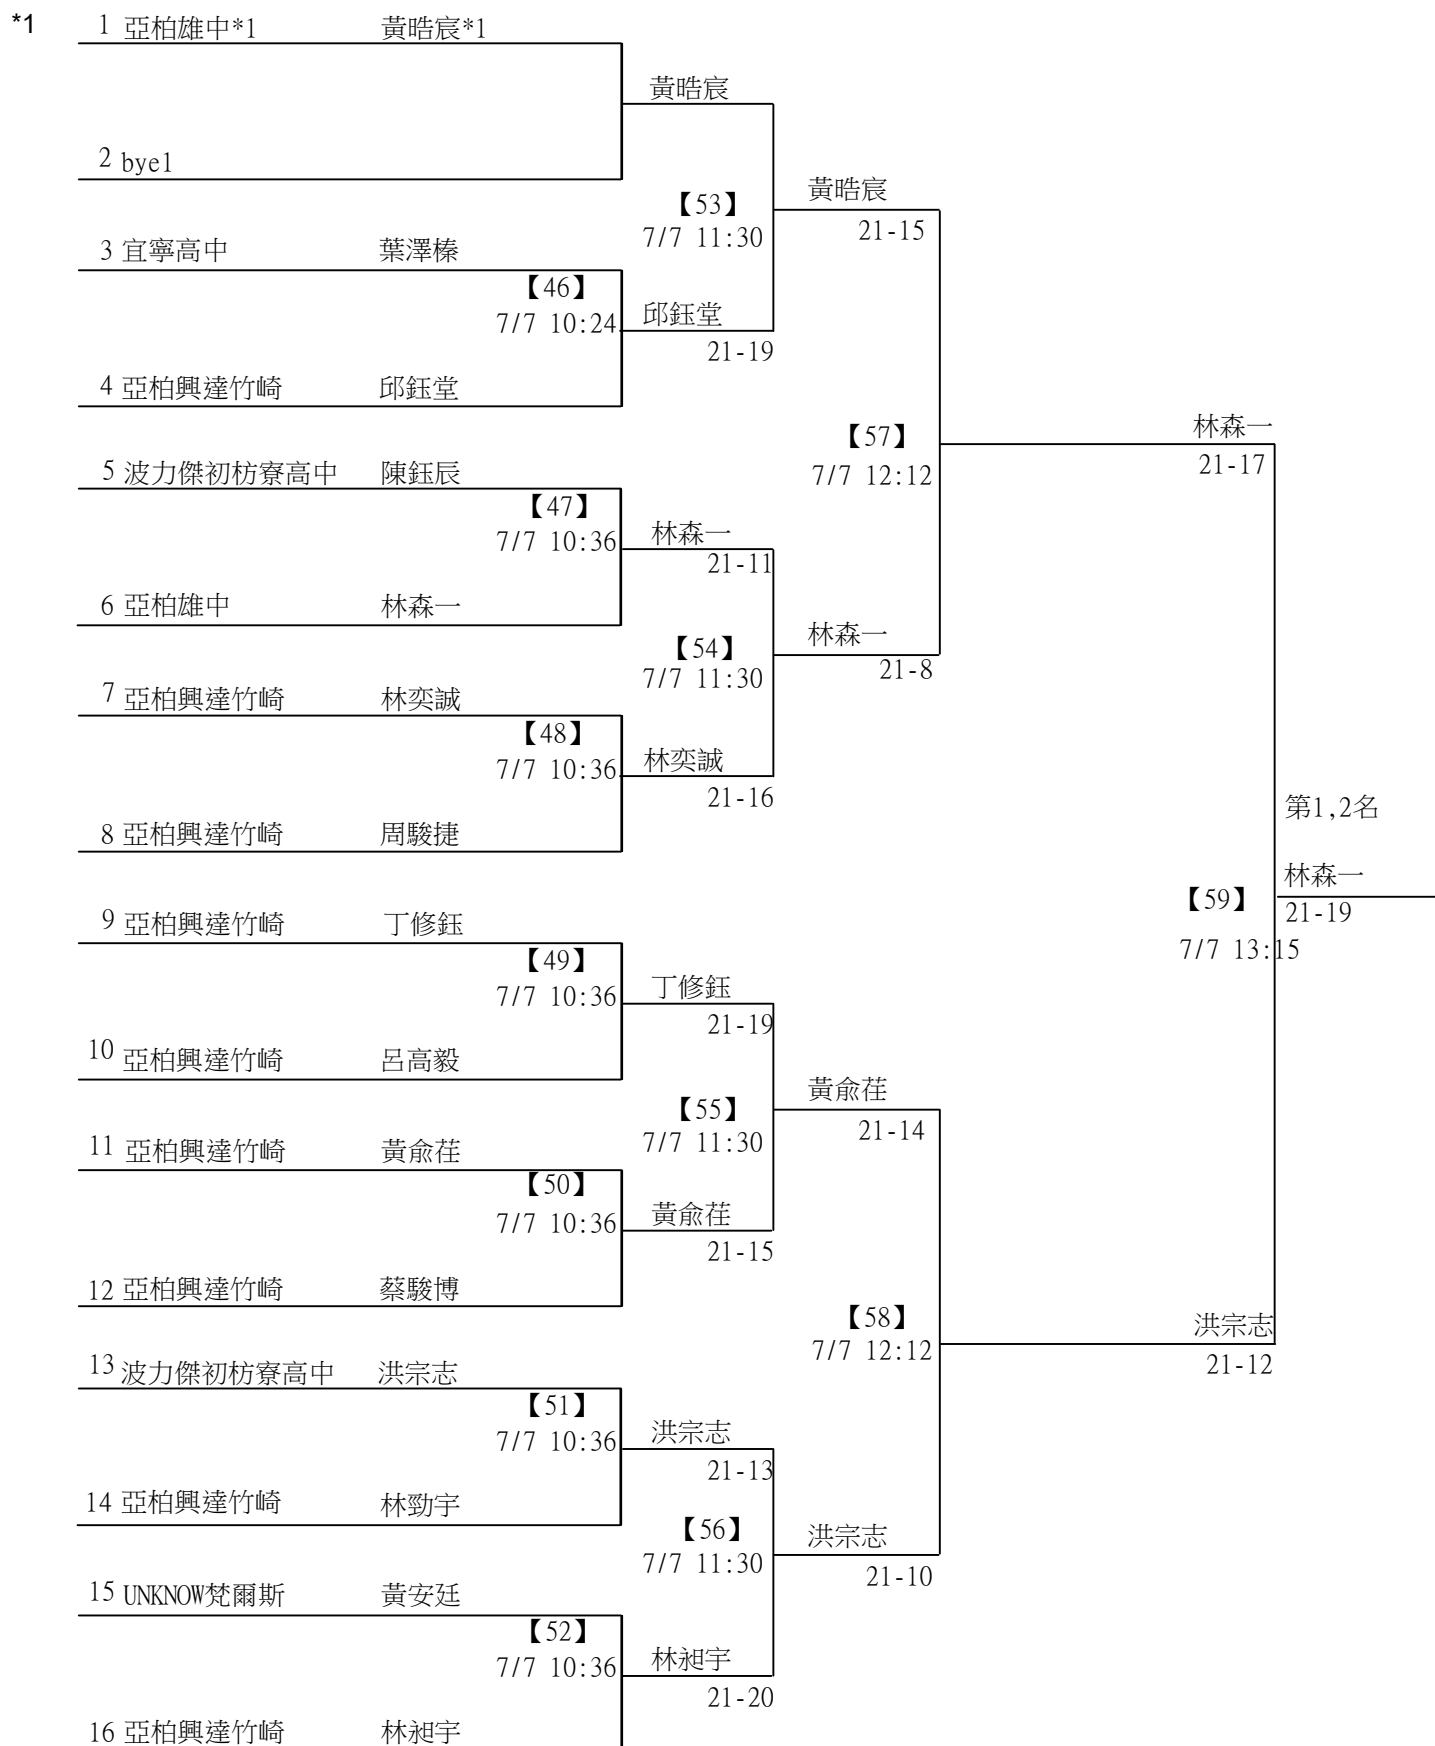 *1
1 亞柏雄中*1 黃晧宸*1
黃晧宸
2 bye1
黃晧宸
【53】
21-15
7/7 11:30
3 宜寧高中 葉澤榛
【46】
7/7 10:24
邱鈺堂
21-19
4 亞柏興達竹崎 邱鈺堂
林森一
【57】
21-17
7/7 12:12
5 波力傑初枋寮高中 陳鈺辰
【47】
7/7 10:36
林森一
21-11
6 亞柏雄中 林森一
林森一
【54】
21-8
7/7 11:30
7 亞柏興達竹崎 林奕誠
【48】
7/7 10:36
林奕誠
21-16
第1,2名
8 亞柏興達竹崎 周駿捷
林森一
【59】
21-19
7/7 13:15
9 亞柏興達竹崎 丁修鈺
【49】
7/7 10:36
丁修鈺
21-19
10 亞柏興達竹崎 呂高毅
黃俞荏
【55】
21-14
7/7 11:30
11 亞柏興達竹崎 黃俞荏
【50】
7/7 10:36
黃俞荏
21-15
12 亞柏興達竹崎 蔡駿博
【58】
洪宗志
7/7 12:12
21-12
13 波力傑初枋寮高中 洪宗志
【51】
7/7 10:36
洪宗志
21-13
14 亞柏興達竹崎 林勁宇
【56】
洪宗志
7/7 11:30
21-10
15 UNKNOW梵爾斯 黃安廷
【52】
7/7 10:36
林昶宇
21-20
16 亞柏興達竹崎 林昶宇